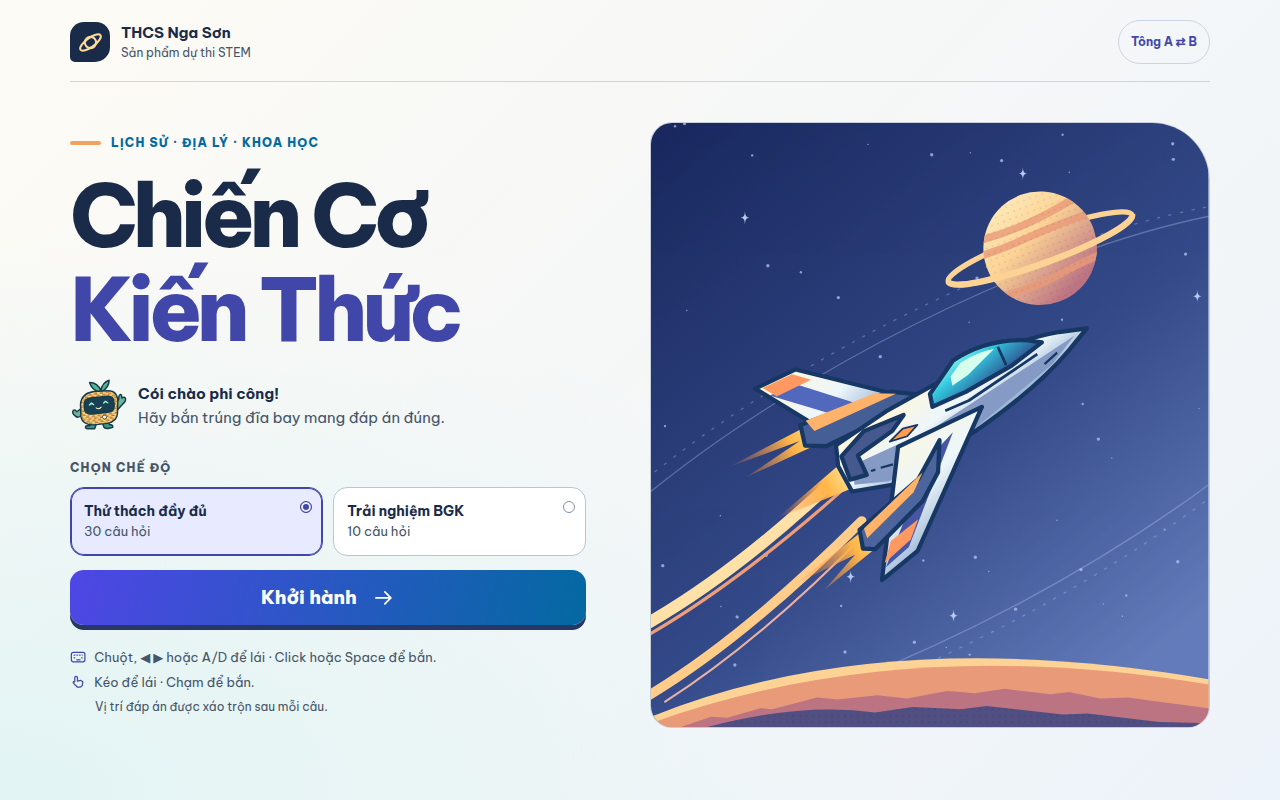 THCS Nga Sơn
Sản phẩm dự thi STEM
Tông A ⇄ B
LỊCH SỬ · ĐỊA LÝ · KHOA HỌC
Chiến Cơ
Kiến Thức
Cói chào phi công!
Hãy bắn trúng đĩa bay mang đáp án đúng.
CHỌN CHẾ ĐỘ
Thử thách đầy đủ
30 câu hỏi
Trải nghiệm BGK
10 câu hỏi
Khởi hành →
Chuột, ◀ ▶ hoặc A/D để lái · Click hoặc Space để bắn.
Kéo để lái · Chạm để bắn.
Vị trí đáp án được xáo trộn sau mỗi câu.